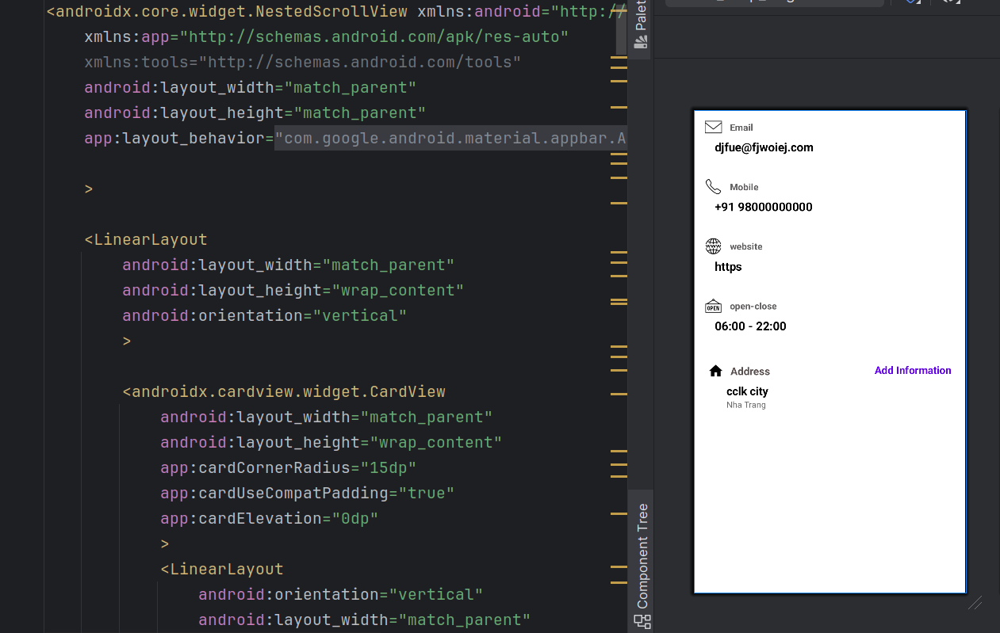 <androidx.core.widget.NestedScrollView xmlns:android="http://
xmlns:app="http://schemas.android.com/apk/res-auto"
xmlns:tools="http://schemas.android.com/tools"
android:layout_width="match_parent"
android:layout_height="match_parent"
app:layout_behavior="com.google.android.material.appbar.A
>
<LinearLayout
android:layout_width="match_parent"
android:layout_height="wrap_content"
android:orientation="vertical"
>
<androidx.cardview.widget.CardView
android:layout_width="match_parent"
android:layout_height="wrap_content"
app:cardCornerRadius="15dp"
app:cardUseCompatPadding="true"
app:cardElevation="0dp"
>
<LinearLayout
android:orientation="vertical"
android:layout_width="match_parent"
Palet
Component Tree
Email
djfue@fjwoiej.com
Mobile
+91 98000000000
www website
https
OPEN open-close
06:00 - 22:00
Address Add Information
cclk city
Nha Trang